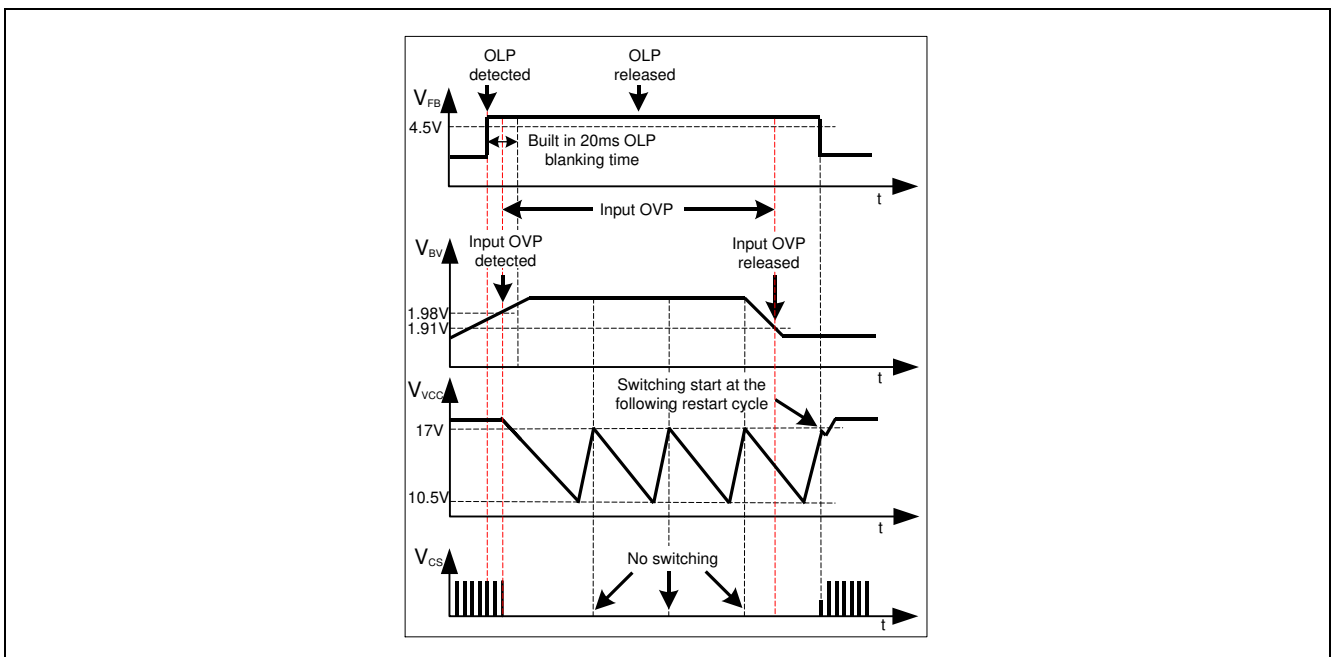 OLP
detected
OLP
released
VFB
4.5V
Built in 20ms OLP
blanking time
t
Input OVP
VBV
Input OVP
detected
Input OVP
released
1.98V
1.91V
t
VVCC
Switching start at the
following restart cycle
17V
10.5V
t
VCS
No switching
t